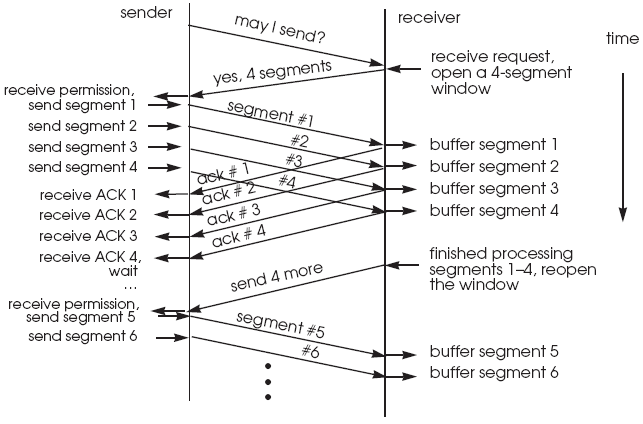 sender
receiver
time
may I send?
receive request,
open a 4-segment
window
yes, 4 segments
receive permission,
send segment 1
send segment 2
send segment 3
send segment 4
segment #1
#2
#3
#4
buffer segment 1
buffer segment 2
buffer segment 3
buffer segment 4
ack # 1
ack # 2
ack # 3
ack # 4
receive ACK 1
receive ACK 2
receive ACK 3
receive ACK 4,
wait
...
finished processing
segments 1–4, reopen
the window
send 4 more
receive permission,
send segment 5
send segment 6
segment #5
#6
buffer segment 5
buffer segment 6